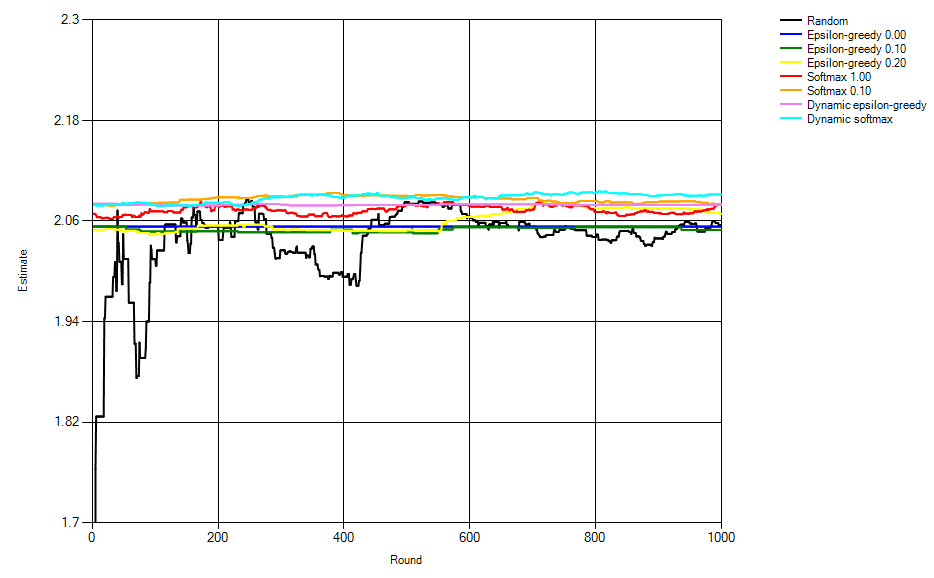 2.3
2.18
2.06
1.94
1.82
1.7
Estimate
0
200
400
600
800
1000
Round
Random
Epsilon-greedy 0.00
Epsilon-greedy 0.10
Epsilon-greedy 0.20
Softmax 1.00
Softmax 0.10
Dynamic epsilon-greedy
Dynamic softmax